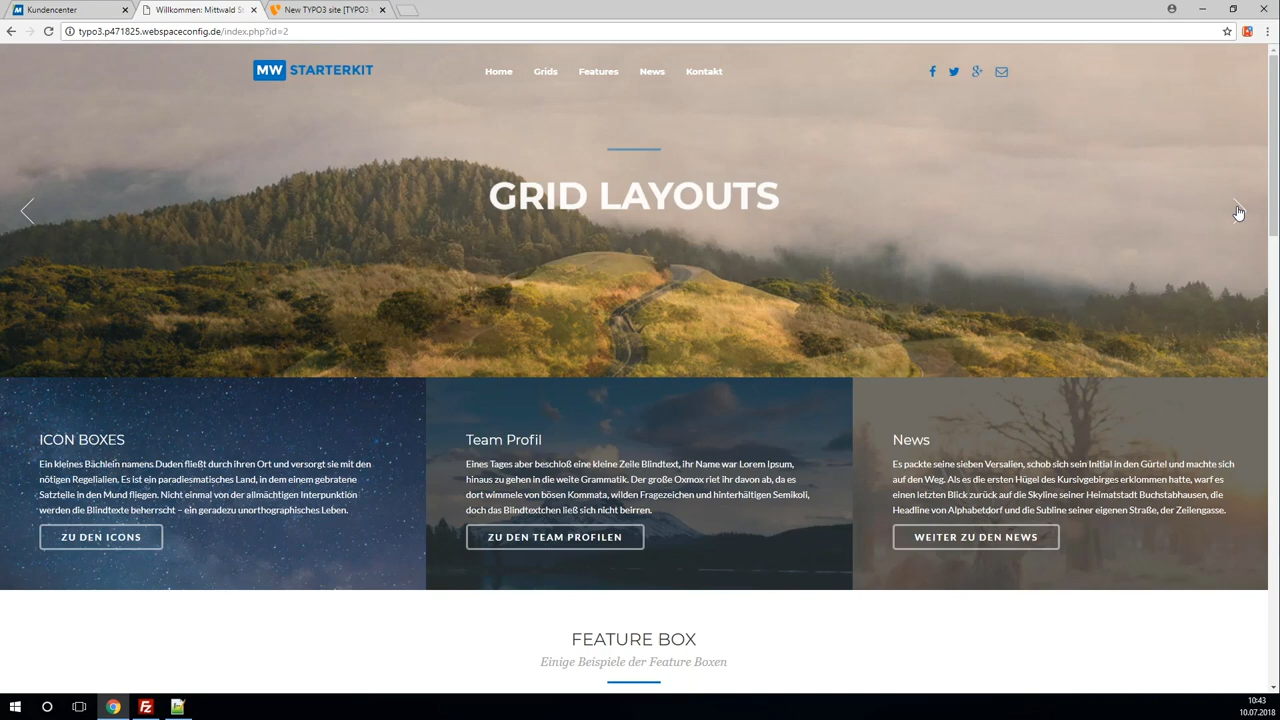 Kundencenter
Willkommen: Mittwald St
New TYPO3 site [TYPO3
typo3.p471825.webspaceconfig.de/index.php?id=2
MW STARTERKIT
Home Grids Features News Kontakt
GRID LAYOUTS
ICON BOXES
Ein kleines Bächlein namens Duden fließt durch ihren Ort und versorgt sie mit den
nötigen Regelialien. Es ist ein paradiesmatisches Land, in dem einem gebratene
Satzteile in den Mund fliegen. Nicht einmal von der allmächtigen Interpunktion
werden die Blindtexte beherrscht – ein geradezu unorthographisches Leben.
ZU DEN ICONS
Team Profil
Eines Tages aber beschloß eine kleine Zeile Blindtext, ihr Name war Lorem Ipsum,
hinaus zu gehen in die weite Grammatik. Der große Oxmox riet ihr davon ab, da es
dort wimmele von bösen Kommata, wilden Fragezeichen und hinterhältigen Semikoli,
doch das Blindtextchen ließ sich nicht beirren.
ZU DEN TEAM PROFILEN
News
Es packte seine sieben Versalien, schob sich sein Initial in den Gürtel und machte sich
auf den Weg. Als es die ersten Hügel des Kursivgebirges erklommen hatte, warf es
einen letzten Blick zurück auf die Skyline seiner Heimatstadt Buchstabhausen, die
Headline von Alphabetdorf und die Subline seiner eigenen Straße, der Zeilengasse.
WEITER ZU DEN NEWS
FEATURE BOX
Einige Beispiele der Feature Boxen
10:43
10.07.2018